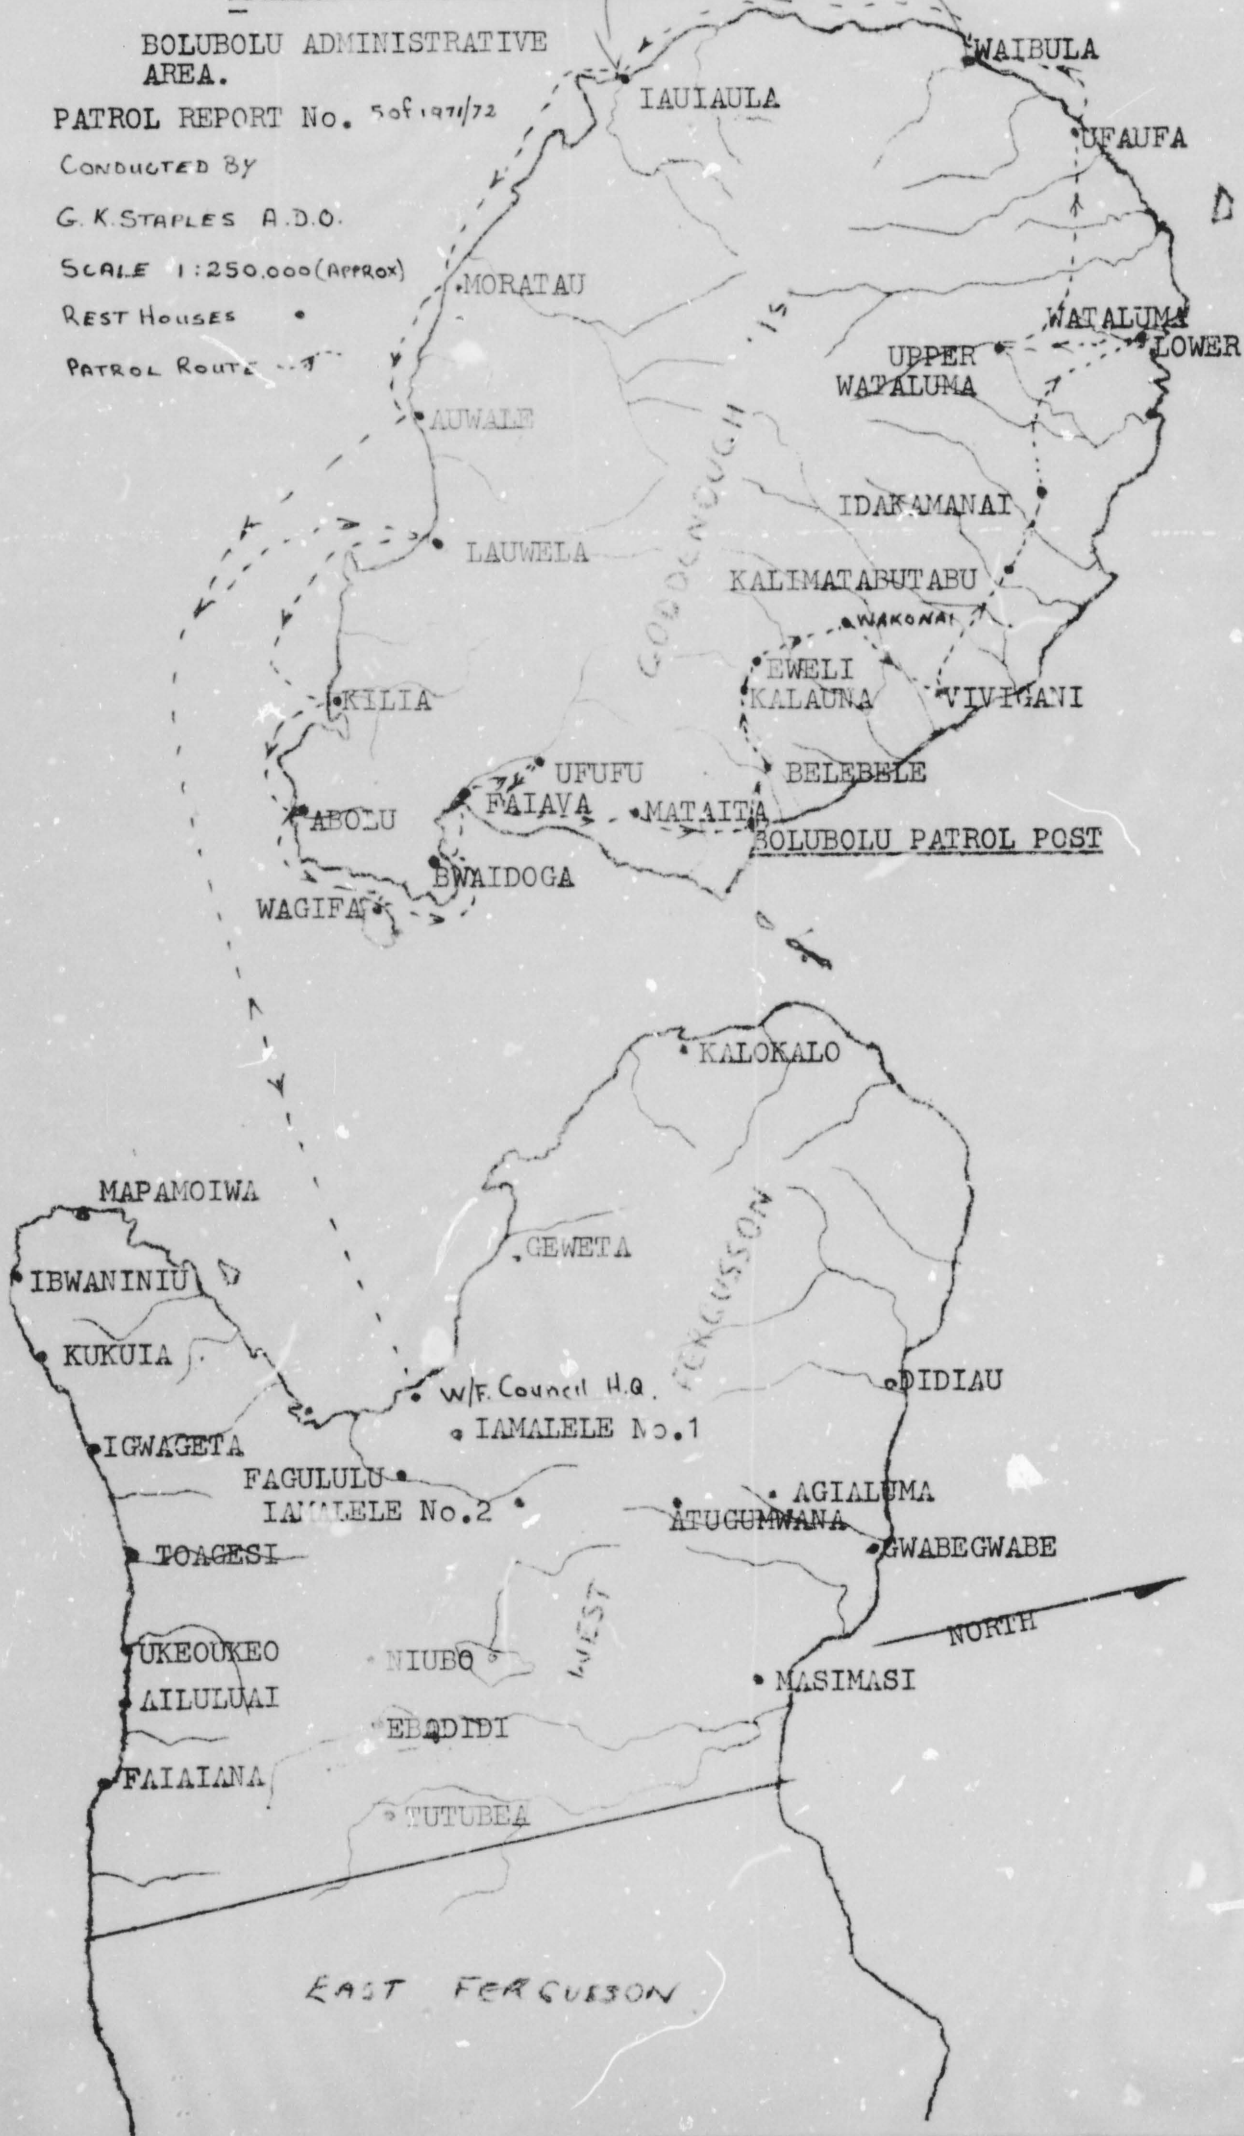 BOLUBOLU ADMINISTRATIVE
AREA.
PATROL REPORT No. 5 of 1971/72
CONDUCTED BY
G.K. STAPLES A.D.O.
SCALE 1:250,000 (APPROX)
REST HOUSES
PATROL ROUTE
WAIBULA
IAUIAULA
UFAUFA
MORATAU
WATALUMA
LOWER
UPPER
WATALUMA
AUWALE
GOODENOUGH IS.
IDAKAMANAI
LAUWELA
KALIMATABUTABU
WAKONAI
EWELI
KALAUNA
VIVIGANI
KILIA
UFUFU
BELEBELE
FAIAVA
MATAITA
ABOLU
BOLUBOLU PATROL POST
BWAIDOGA
WAGIFA
KALOKALO
MAPAMOIWA
GEWETA
IBWANINIU
KUKUIA
FERGUSSON
DIDIAU
W/F. Council H.Q.
IAMALELE No.1
IGWAGETA
FAGULULU
IAMALELE No.2
AGIALUMA
ATUGUMWANA
GWABEGWABE
TOAGESI
WEST
NORTH
UKEOUKEO
NIUBO
MASIMASI
AILULUAI
EBODIDI
FAIAIANA
TUTUBEA
EAST FERGUSSON